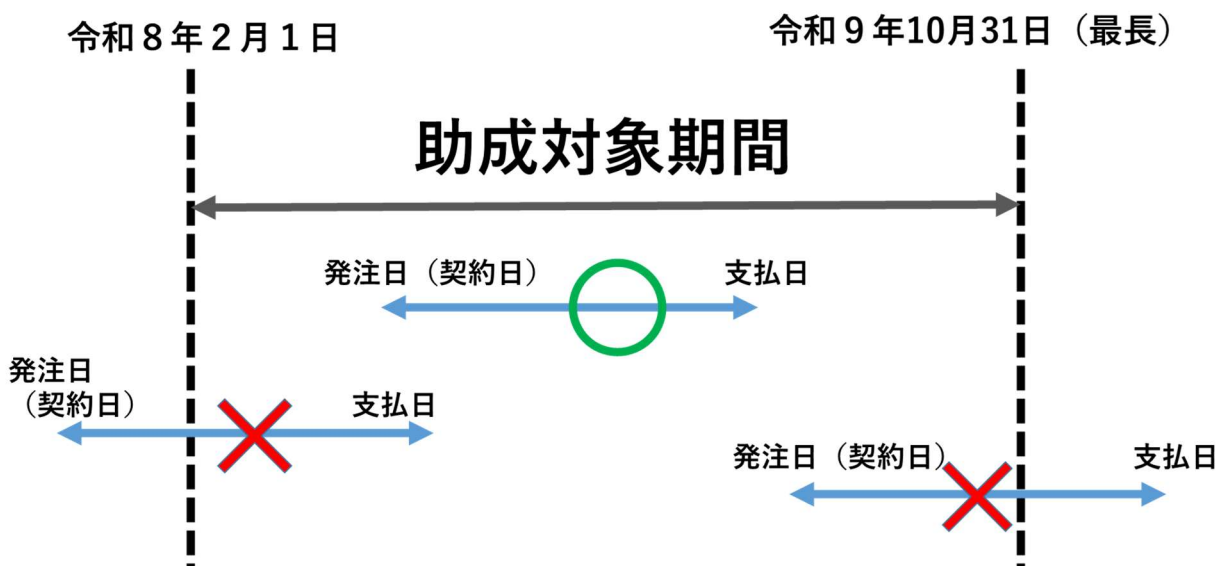 令和８年２月１日
令和９年10月31日（最長）
助成対象期間
発注日（契約日）
支払日
発注日
（契約日）
支払日
発注日（契約日）
支払日